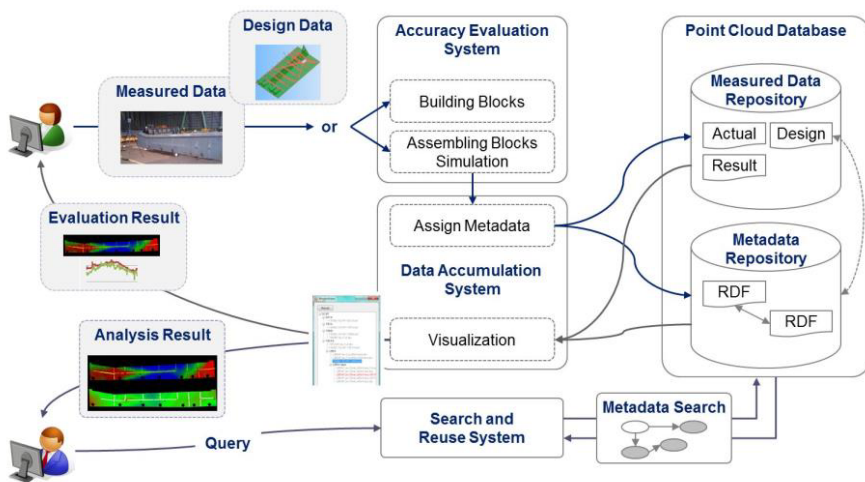 Design Data
Measured Data
or
Accuracy Evaluation
System
Building Blocks
Assembling Blocks
Simulation
Point Cloud Database
Measured Data
Repository
Actual
Design
Result
Evaluation Result
Assign Metadata
Data Accumulation
System
Visualization
Metadata
Repository
RDF
RDF
Analysis Result
Query
Search and
Reuse System
Metadata Search